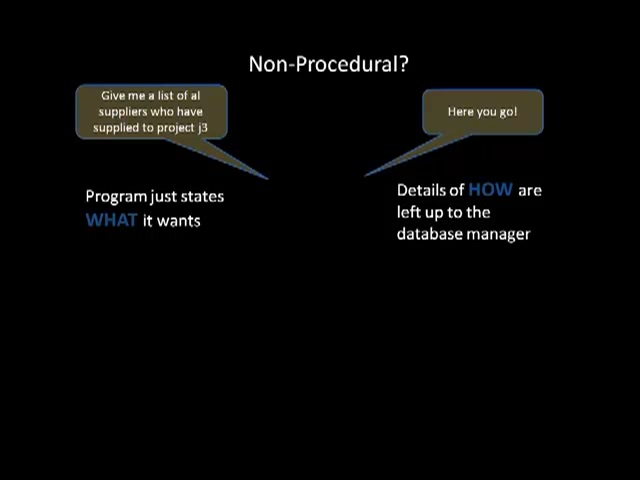 Non-Procedural?
Give me a list of al
suppliers who have
supplied to project j3
Here you go!
Program just states
WHAT it wants
Details of HOW are
left up to the
database manager